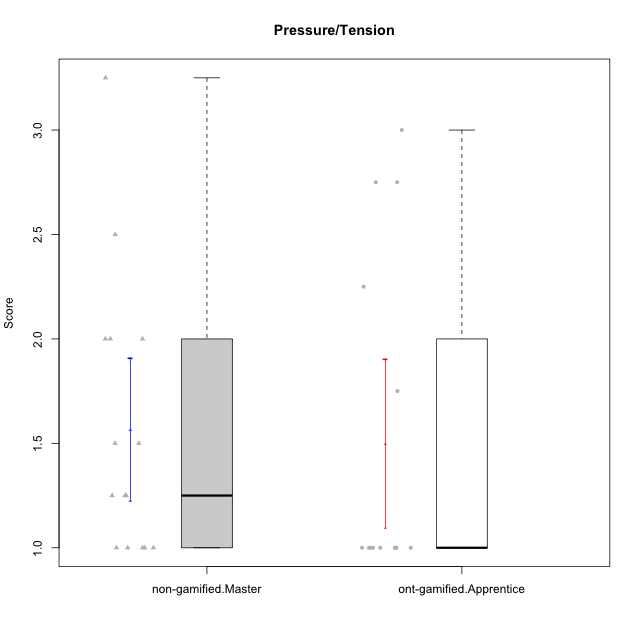 Pressure/Tension
Score
3.0
2.5
2.0
1.5
1.0
non-gamified.Master
ont-gamified.Apprentice